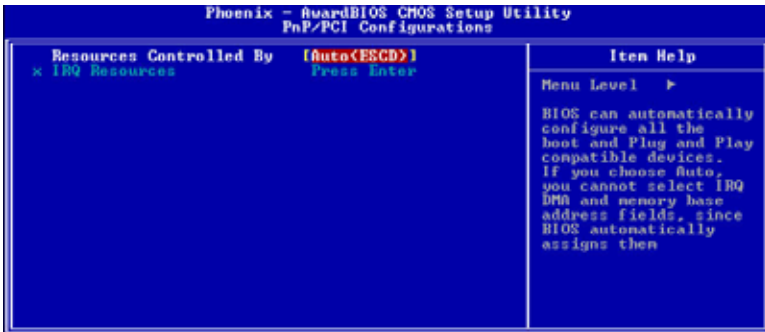 Phoenix - AwardBIOS CMOS Setup Utility
PnP/PCI Configurations
Resources Controlled By [Auto(ESCD)]
x IRQ Resources Press Enter
Item Help
Menu Level ►
BIOS can automatically
configure all the
boot and Plug and Play
compatible devices.
If you choose Auto,
you cannot select IRQ
DMA and memory base
address fields, since
BIOS automatically
assigns them